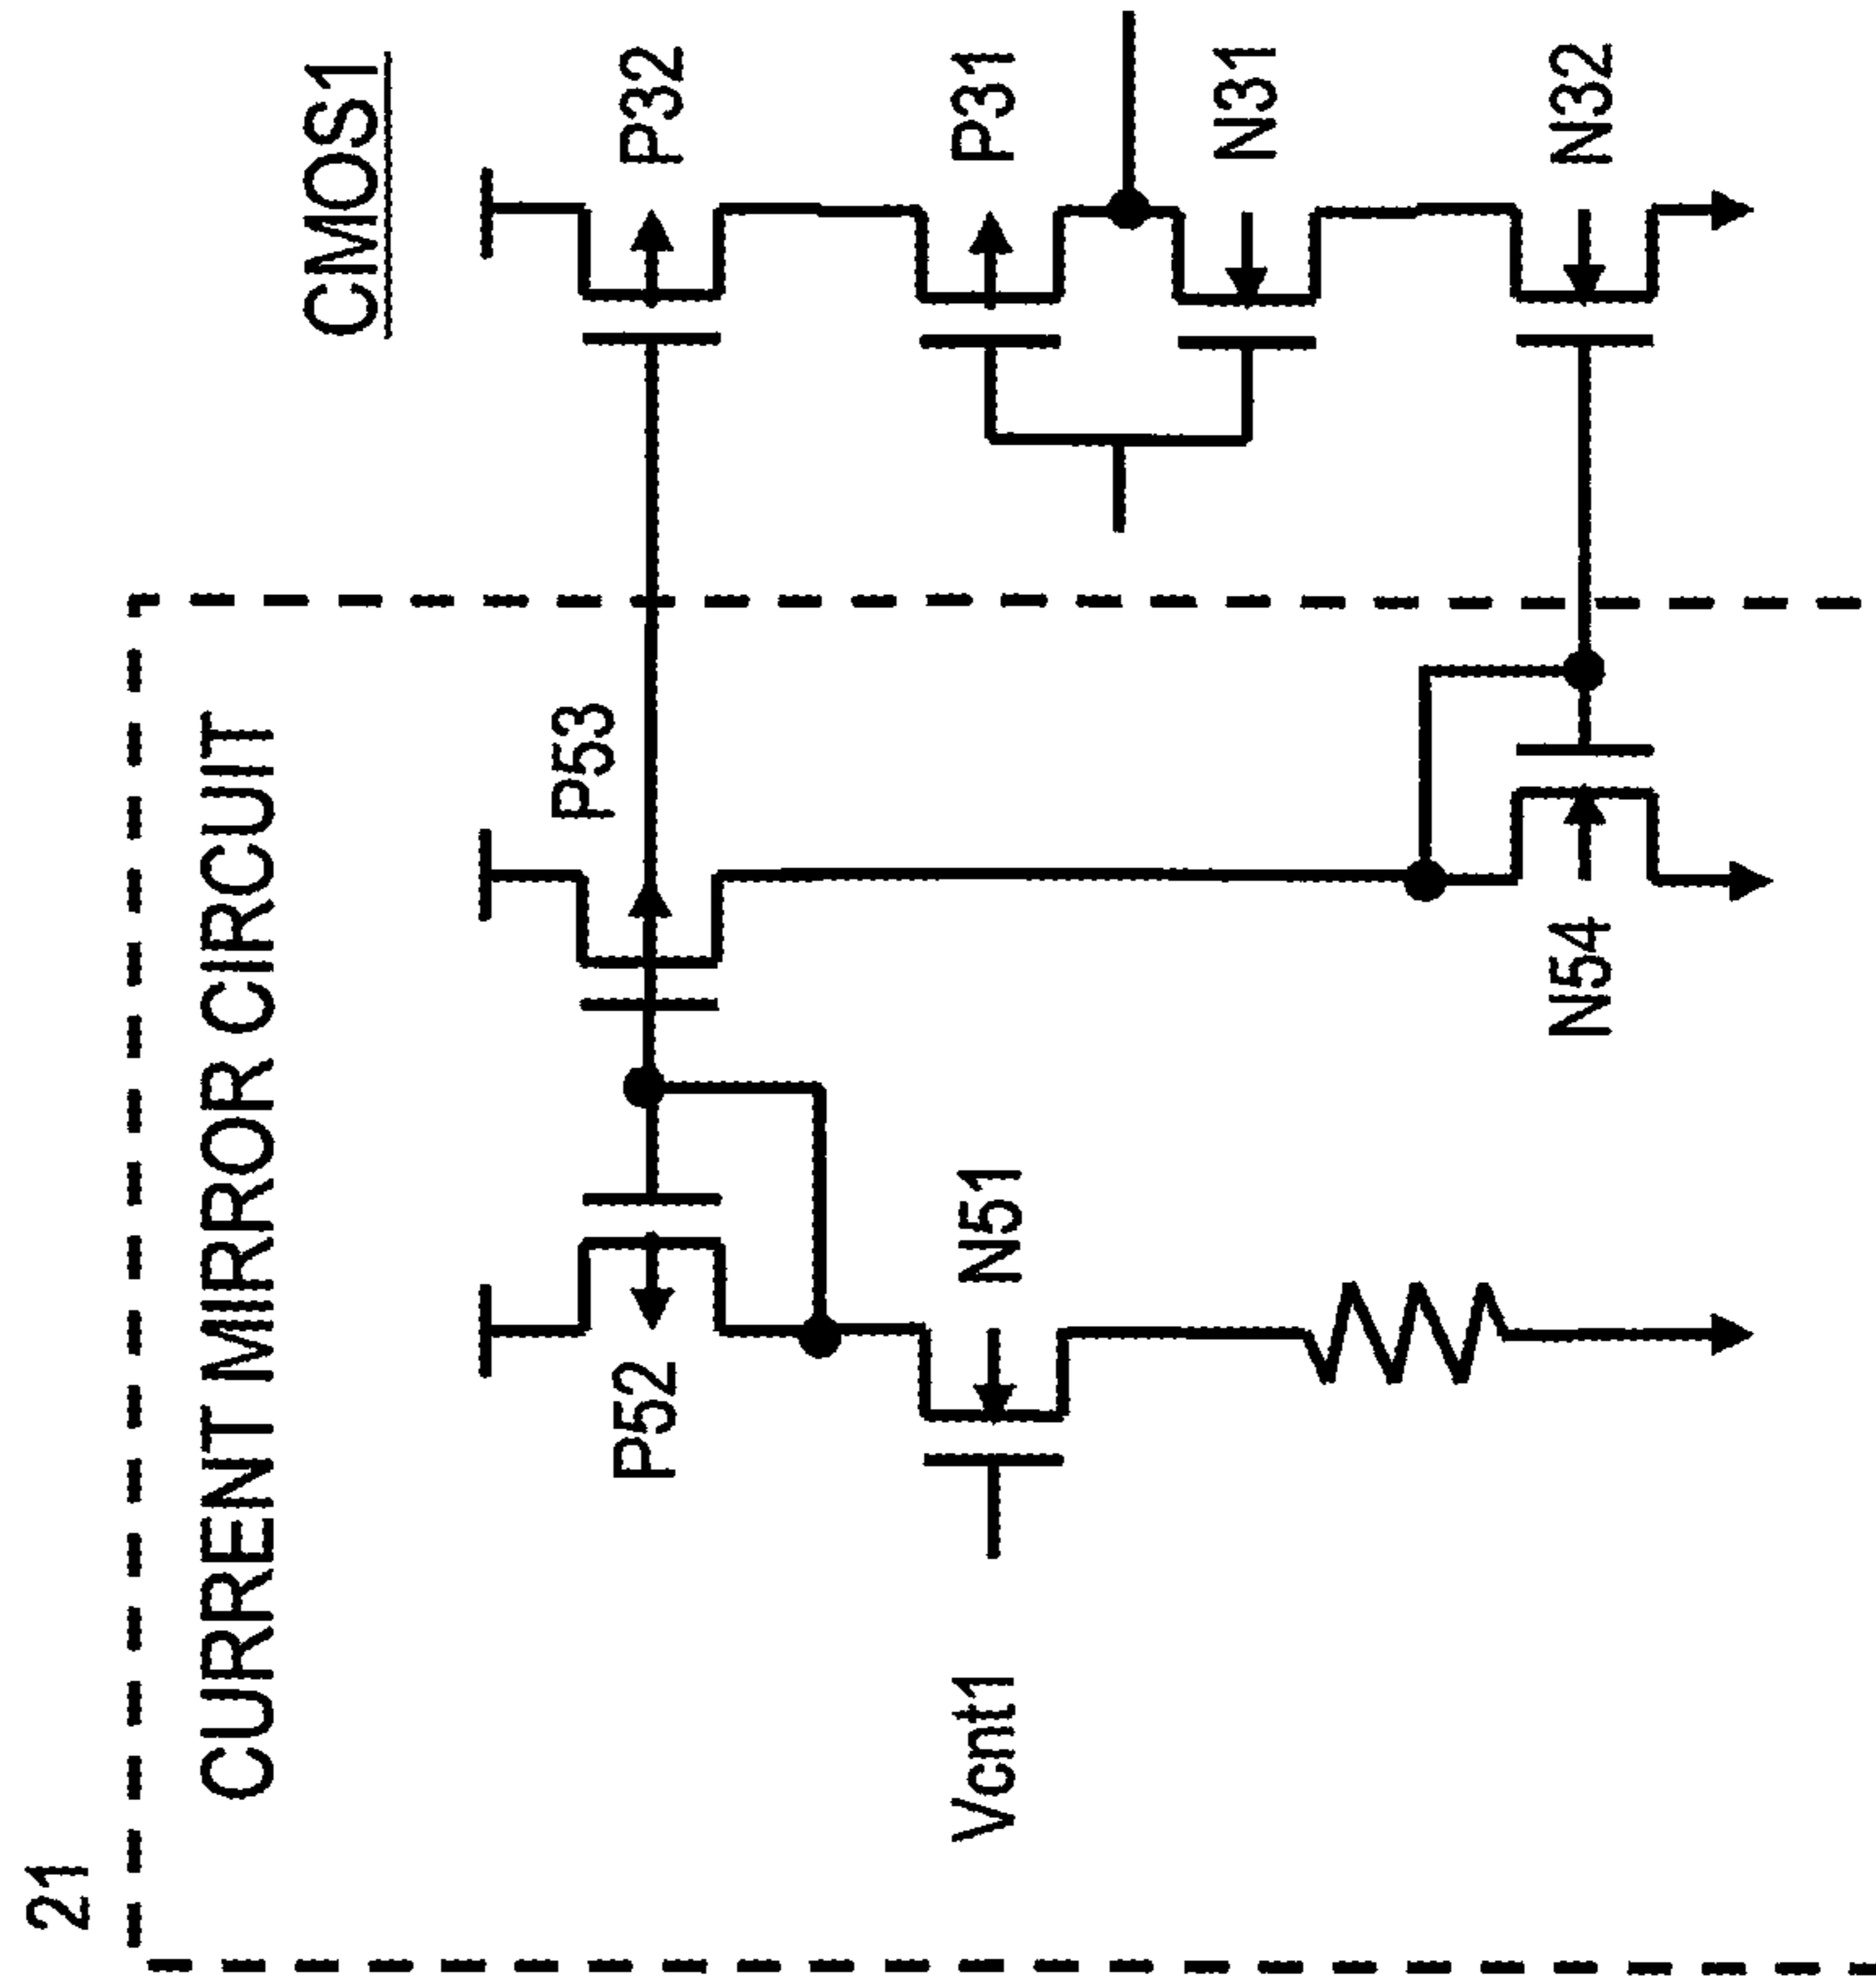 21
CURRENT MIRROR CIRCUIT
CMOS1
P53
P32
P52
Vcnt1
N51
P31
N31
N54
N32